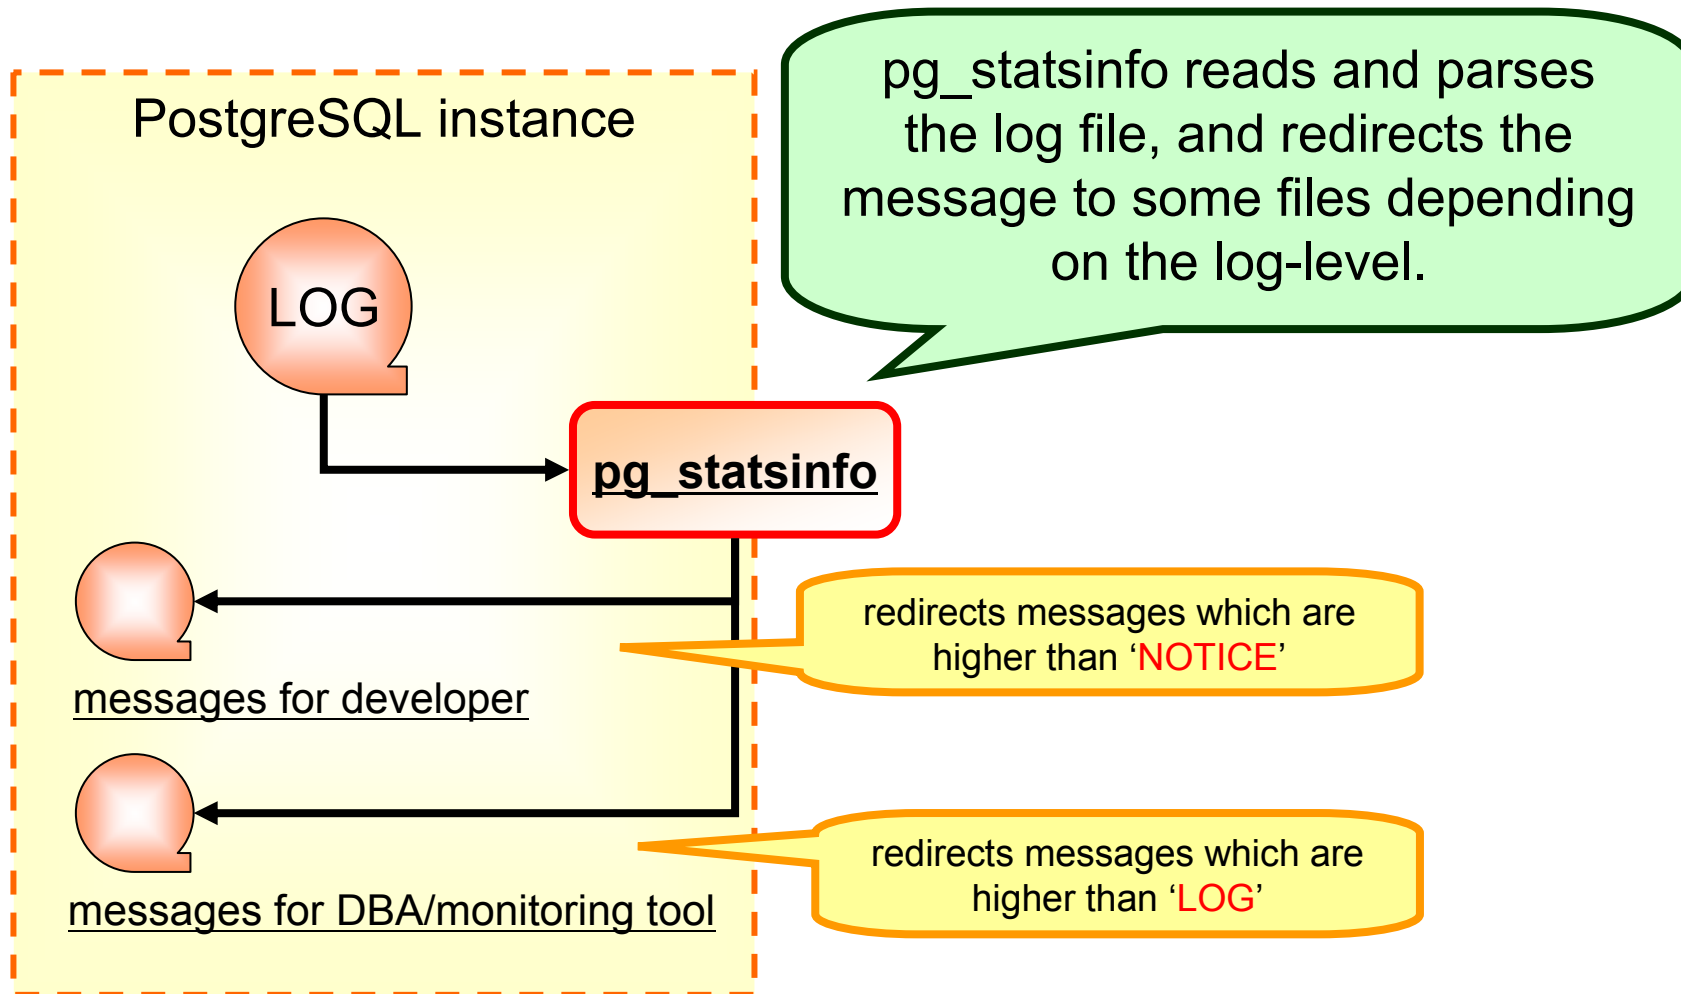 pg_statsinfo reads and parses
the log file, and redirects the
message to some files depending
on the log-level.
PostgreSQL instance
LOG
pg_statsinfo
redirects messages which are
higher than ‘NOTICE’
messages for developer
redirects messages which are
higher than ‘LOG’
messages for DBA/monitoring tool